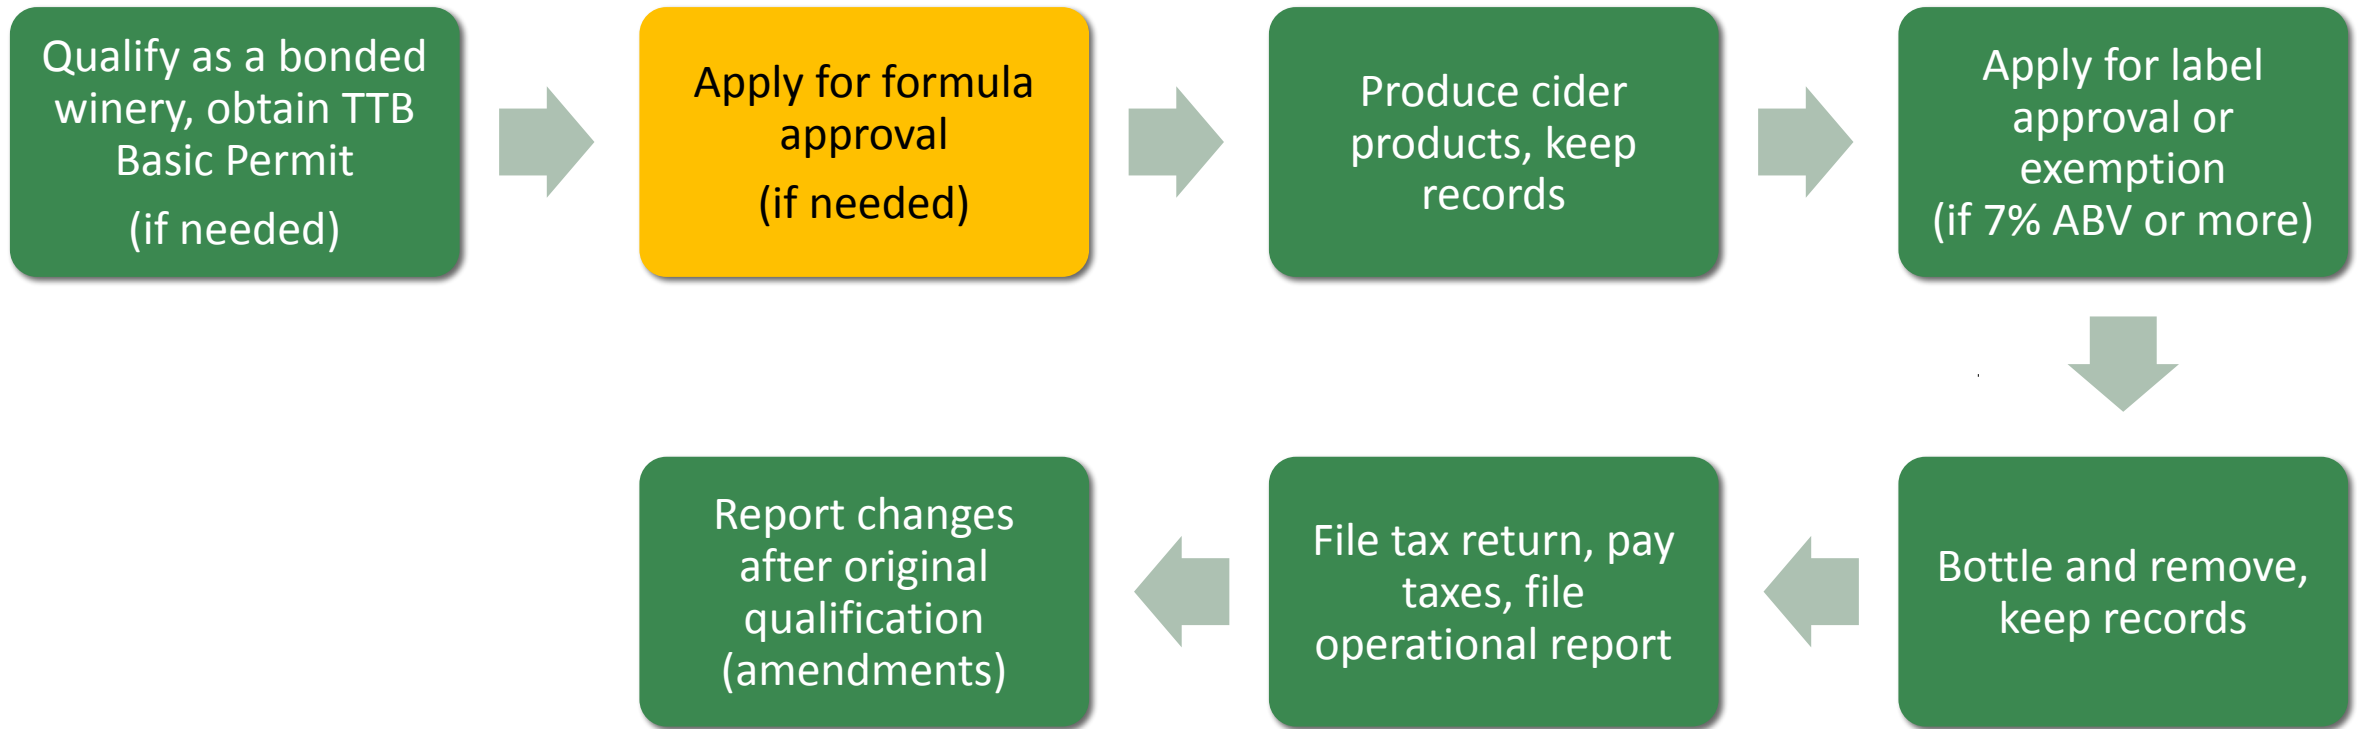 Qualify as a bonded
winery, obtain TTB
Basic Permit
(if needed)
Apply for formula
approval
(if needed)
Produce cider
products, keep
records
Apply for label
approval or
exemption
(if 7% ABV or more)
Bottle and remove,
keep records
File tax return, pay
taxes, file
operational report
Report changes
after original
qualification
(amendments)